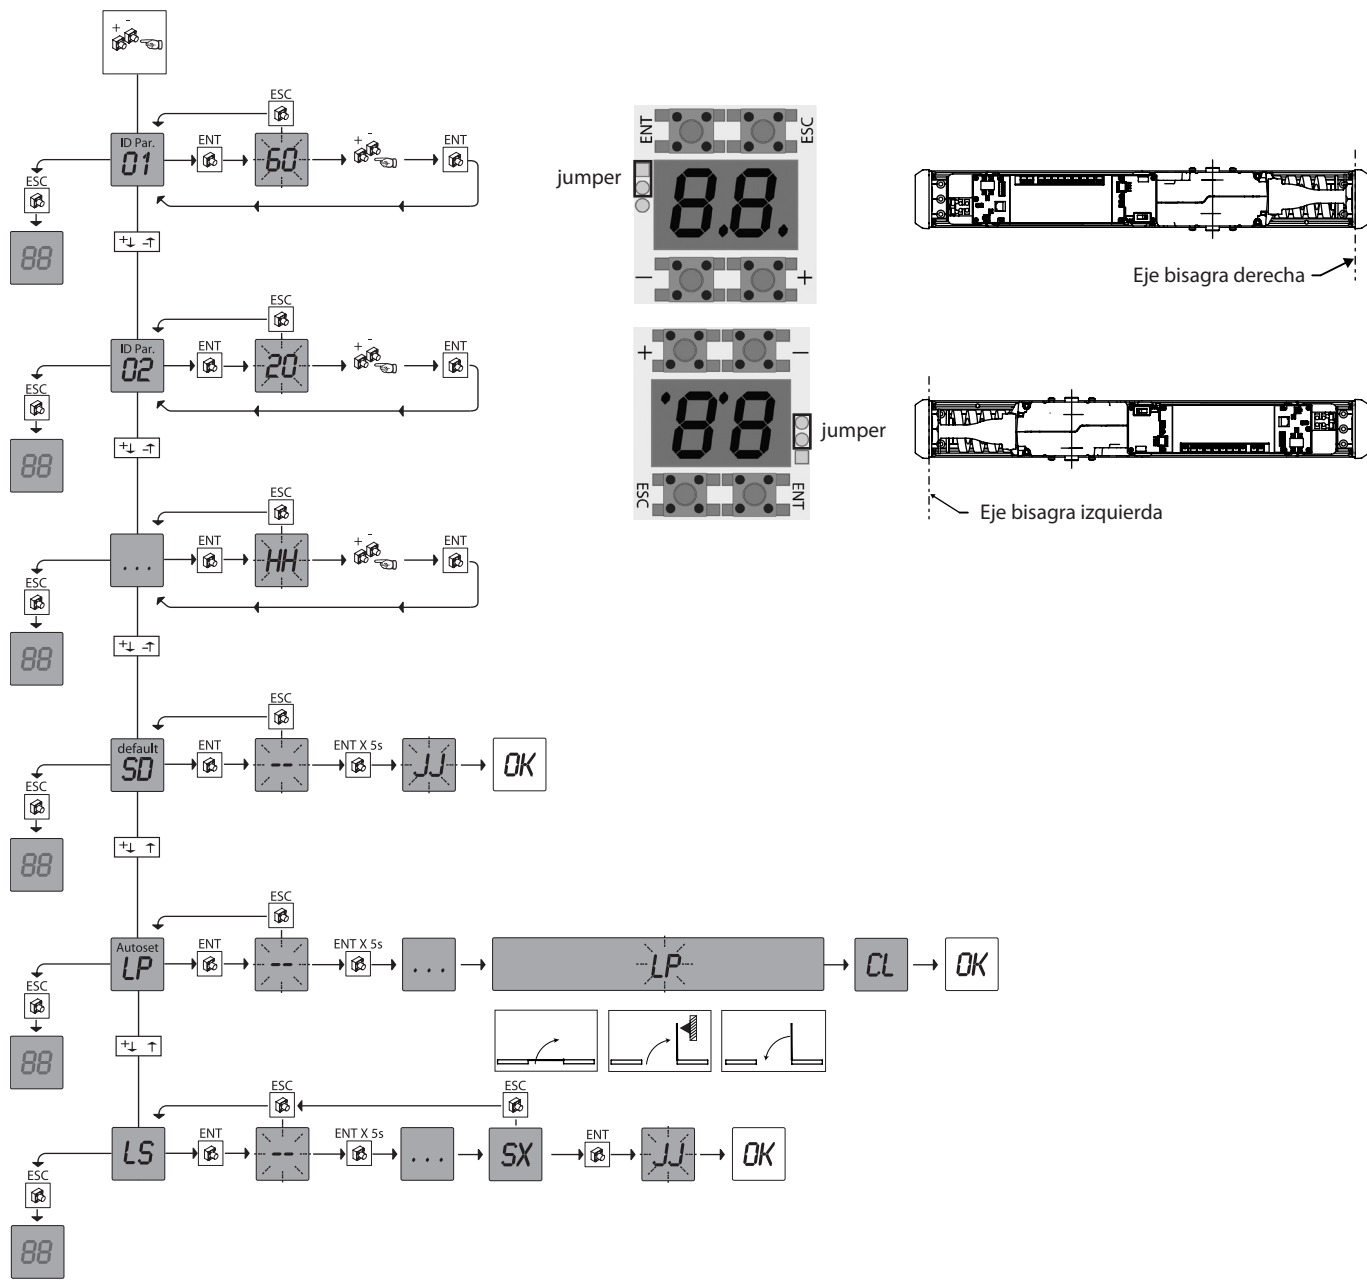 + -
ESC
ID Par.
01
ENT
60
+ -
ENT
ESC
88
+↓ -↑
ESC
ID Par.
02
ENT
20
+ -
ENT
ESC
88
+↓ -↑
ESC
...
ENT
HH
+ -
ENT
ESC
88
+↓ -↑
ESC
default
SD
ENT
--
ENT X 5s
JJ
OK
ESC
88
+↓ ↑
ESC
Autoset
LP
ENT
--
ENT X 5s
...
LP
CL
OK
ESC
88
+↓ ↑
ESC
ESC
LS
ENT
--
ENT X 5s
...
SX
ENT
JJ
OK
ESC
88
ENT
ESC
jumper
8.8.
- +
+ -
88
jumper
ESC
ENT
Eje bisagra derecha
Eje bisagra izquierda